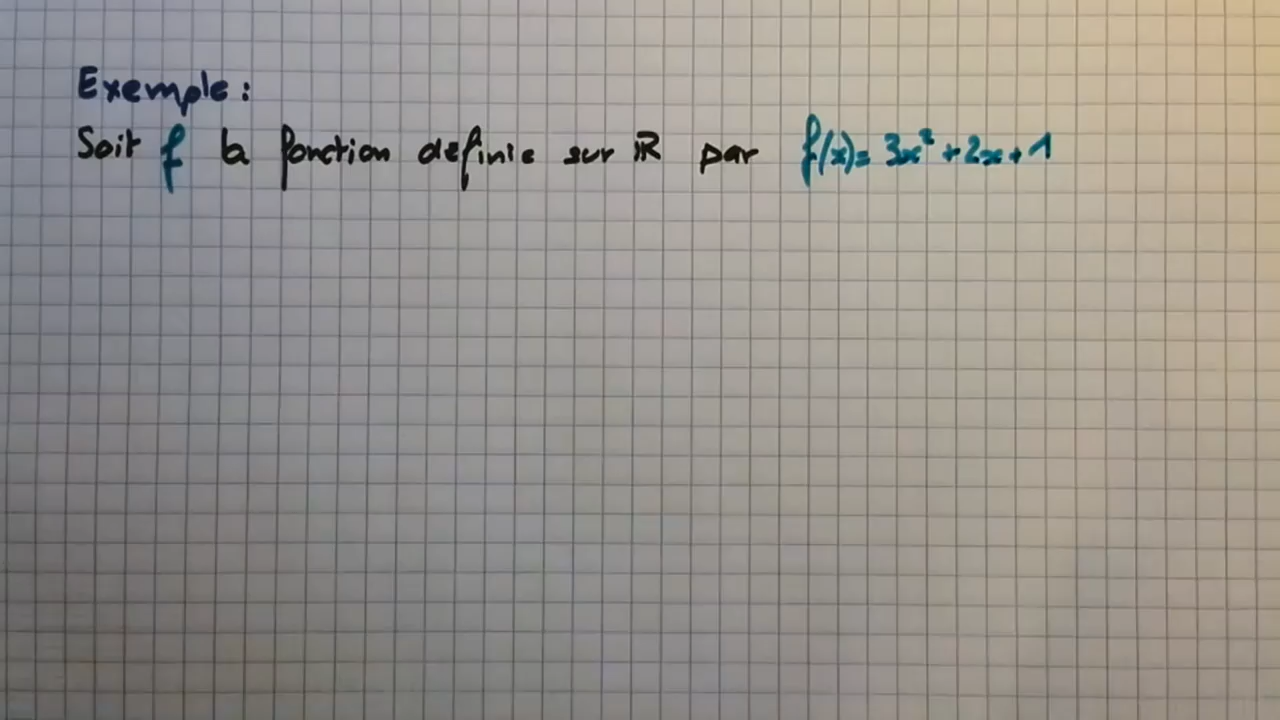 Exemple :
Soit f la fonction definie sur ℝ par f(x) = 3x² + 2x + 1